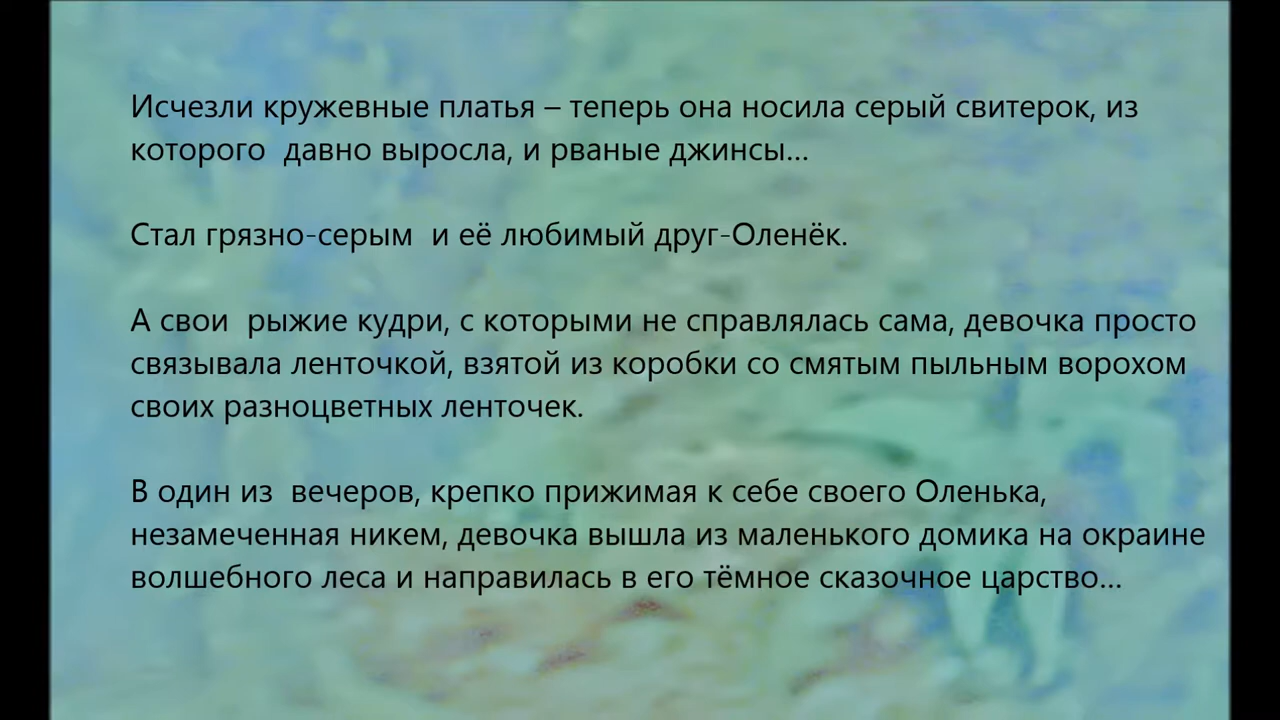 Исчезли кружевные платья – теперь она носила серый свитерок, из
которого  давно выросла, и рваные джинсы...
Стал грязно-серым  и её любимый друг-Оленёк.
А свои  рыжие кудри, с которыми не справлялась сама, девочка просто
связывала ленточкой, взятой из коробки со смятым пыльным ворохом
своих разноцветных ленточек.
В один из  вечеров, крепко прижимая к себе своего Оленька,
незамеченная никем, девочка вышла из маленького домика на окраине
волшебного леса и направилась в его тёмное сказочное царство...